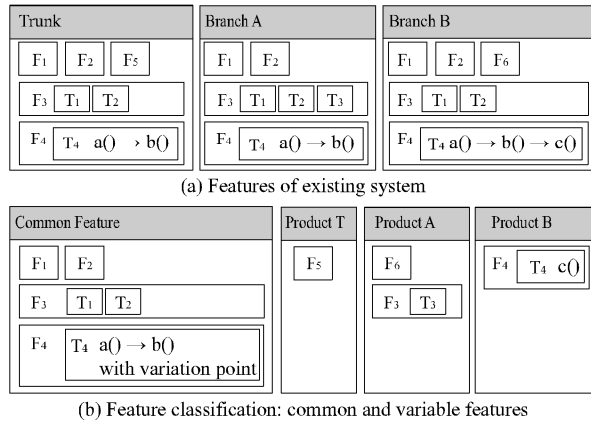 Trunk
F1 F2 F5
F3 T1 T2
F4 T4 a() → b()
Branch A
F1 F2
F3 T1 T2 T3
F4 T4 a() → b()
Branch B
F1 F2 F6
F3 T1 T2
F4 T4 a() → b() → c()
(a) Features of existing system
Common Feature
F1 F2
F3 T1 T2
F4 T4 a() → b()
with variation point
Product T
F5
Product A
F6
F3 T3
Product B
F4 T4 c()
(b) Feature classification: common and variable features